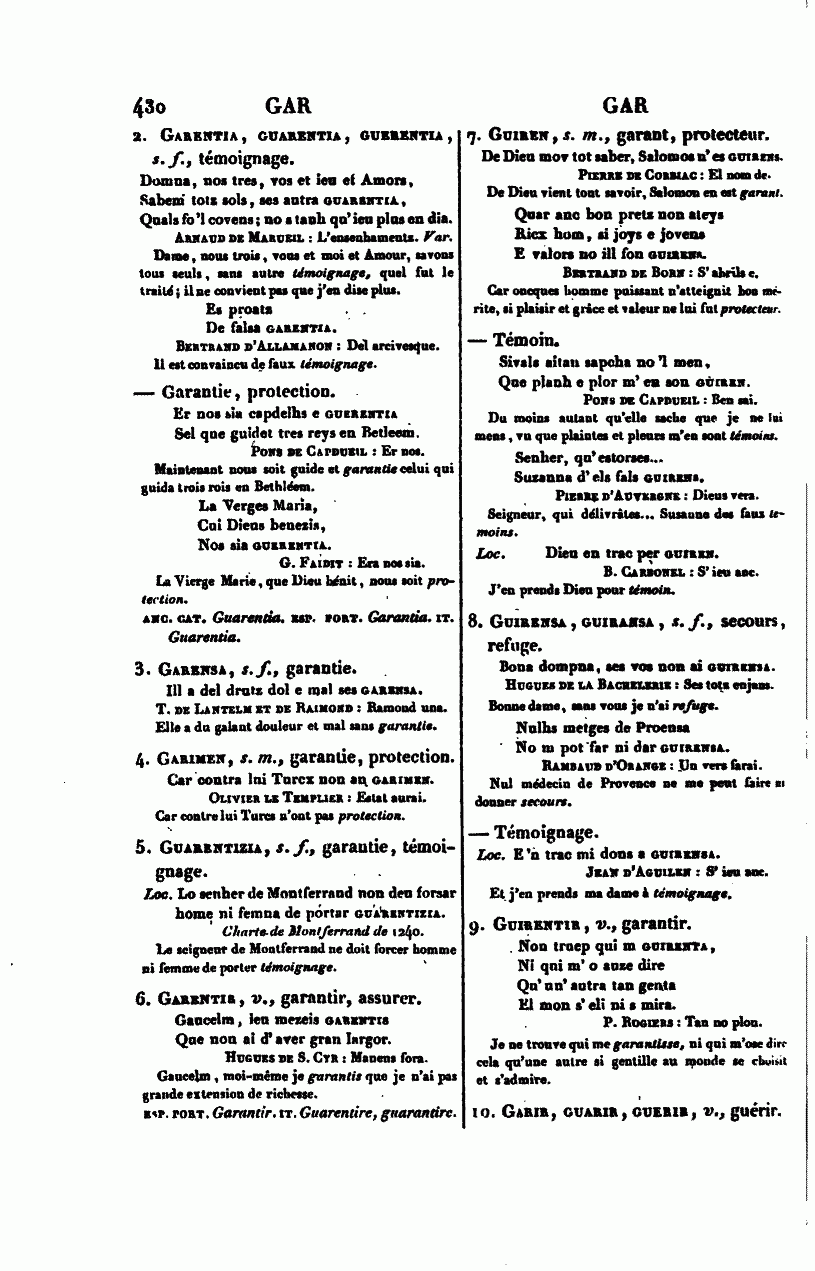 430 GAR GAR
2. GARENTIA, GUARENTIA, GUERENTIA,
s. f., témoignage.
Domna, nos tres, vos et ieu et Amors,
Sabem totz sols, ses autra GUARENTIA,
Quals fo 'l covens; no s tanh qu'ieu plus en dia.
ARNAUD DE MARUEIL : L'ensenhamentz. Var.
Dame, nous trois, vous et moi et Amour, savons
tous seuls, sans autre témoignage, quel fut le
traité; il ne convient pas que j'en dise plus.
Es proatz
De falsa GARENTIA.
BERTRAND D'ALLAMANON : Del arcivesque.
Il est convaincu de faux témoignage.
— Garantie, protection.
Er nos sia capdelhs e GUERENTIA
Sel que guidet tres reys en Betleem.
PONS DE CAPDUEIL : Er nos.
Maintenant nous soit guide et garantie celui qui
guida trois rois en Bethléem.
La Verges Maria,
Cui Dieus benezis,
Nos sia GUERENTIA.
G. FAIDIT : Era nos sia.
La Vierge Marie, que Dieu bénit, nous soit pro-
tection.
ANC. CAT. Guarentia. ESP. PORT. Garantia. IT.
Guarentia.
3. GARENSA, s. f., garantie.
Ill a del drutz dol e mal ses GARENSA.
T. DE LANTELM ET DE RAIMOND : Ramond una.
Elle a du galant douleur et mal sans garantie.
4. GARIMEN, s. m., garantie, protection.
Car contra lui Turcx non an GARIMEN.
OLIVIER LE TEMPLIER : Estat aurai.
Car contre lui Turcs n'ont pas protection.
5. GUARENTIZIA, s. f., garantie, témoi-
gnage.
Loc. Lo senher de Montferrand non deu forsar
home ni femna de portar GUARENTIZIA.
Charte de Montferrand de 1240.
Le seigneur de Montferrand ne doit forcer homme
ni femme de porter témoignage.
6. GARENTIR, v., garantir, assurer.
Gaucelm, ieu mezeis GARENTIS
Que non ai d'aver gran largor.
HUGUES DE S. CYR : Manens fora.
Gaucelm, moi-même je garantis que je n'ai pas
grande extension de richesse.
ESP. PORT. Garantir. IT. Guarentire, guarantire.
7. GUIREN, s. m., garant, protecteur.
De Dieu mov tot saber, Salomos n'es GUIRENS.
PIERRE DE CORBIAC : El nom de.
De Dieu vient tout savoir, Salomon en est garant.
Quar anc bon pretz non ateys
Ricx hom, si joys e jovens
E valors no ill fon GUIRENS.
BERTRAND DE BORN : S'abrils e.
Car oncques homme puissant n'atteignit bon mé-
rite, si plaisir et grâce et valeur ne lui fut protecteur.
— Témoin.
Sivals aitan sapcha no 'l men,
Que planh e plor m' en son GUIREN.
PONS DE CAPDUEIL : Ben sai.
Du moins autant qu'elle sache que je ne lui
mens, vu que plaintes et pleurs m'en sont témoins.
Senher, qu'estorses...
Suzanna d'els fals GUIRENS.
PIERRE D'AUVERGNE : Dieus vera.
Seigneur, qui délivrâtes... Susanne des faux té-
moins.
Loc. Dieu en trac per GUIREN.
B. CARBONEL : S'ieu anc.
J'en prends Dieu pour témoin.
8. GUIRENSA, GUIRANSA, s. f., secours,
refuge.
Bona dompna, ses vos non ai GUIRENSA.
HUGUES DE LA BACHELERIE : Ses totz enjans.
Bonne dame, sans vous je n'ai refuge.
Nulhs metges de Proensa
No m pot far ni dar GUIRENSA.
RAMBAUD D'ORANGE : Un vers farai.
Nul médecin de Provence ne me peut faire ni
donner secours.
— Témoignage.
Loc. E'n trac mi dons a GUIRENSA.
JEAN D'AGUILEN : S'ieu anc.
Et j'en prends ma dame à témoignage.
9. GUIRENTIR, v., garantir.
Non truep qui m GUIRENTA,
Ni qui m' o auze dire
Qu'un' autra tan genta
El mon s' eli ni s mira.
P. ROGIERS : Tan no plou.
Je ne trouve qui me garantisse, ni qui m'ose dire
cela qu'une autre si gentille au monde se choisit
et s'admire.
10. GARIR, GUARIR, GUERIR, v., guérir.